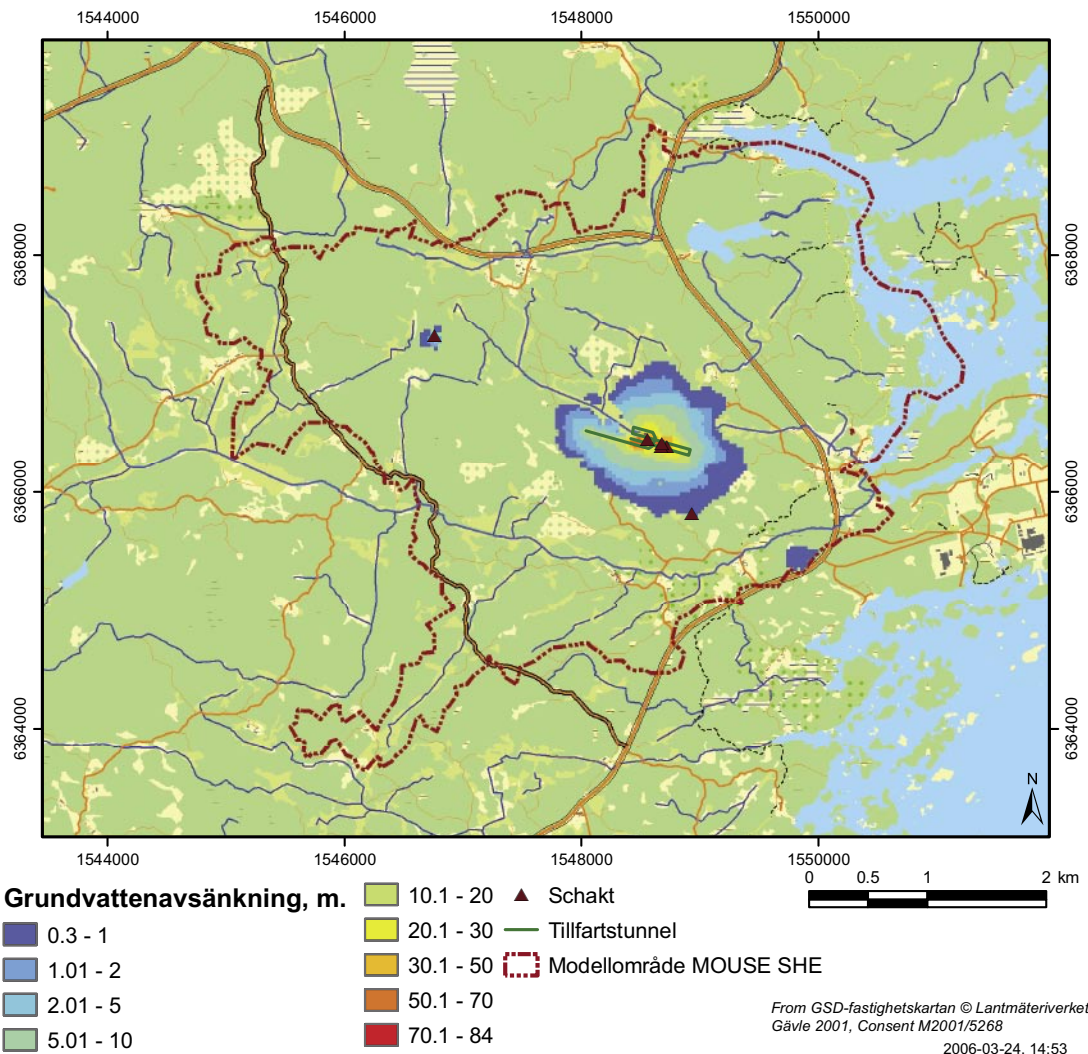 1544000 1546000 1548000 1550000
6368000 6368000
6366000 6366000
6364000 6364000
N
1544000 1546000 1548000 1550000
0 0.5 1 2 km
Grundvattenavsänkning, m.
0.3 - 1
1.01 - 2
2.01 - 5
5.01 - 10
10.1 - 20
20.1 - 30
30.1 - 50
50.1 - 70
70.1 - 84
Schakt
Tillfartstunnel
Modellområde MOUSE SHE
From GSD-fastighetskartan © Lantmäteriverket
Gävle 2001, Consent M2001/5268
2006-03-24, 14:53